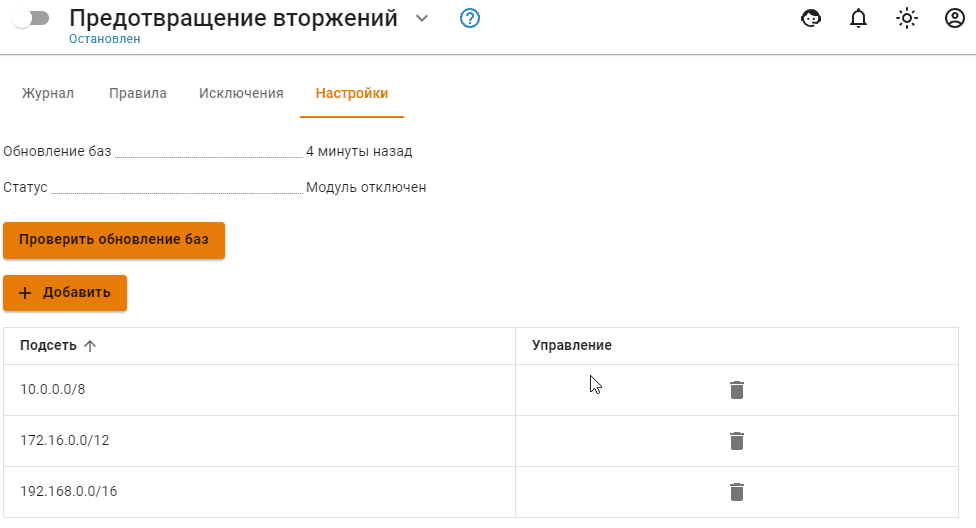 Предотвращение вторжений
Остановлен
Журнал Правила Исключения Настройки
Обновление баз 4 минуты назад
Статус Модуль отключен
Проверить обновление баз
+ Добавить
Подсеть ↑ Управление
10.0.0.0/8
172.16.0.0/12
192.168.0.0/16